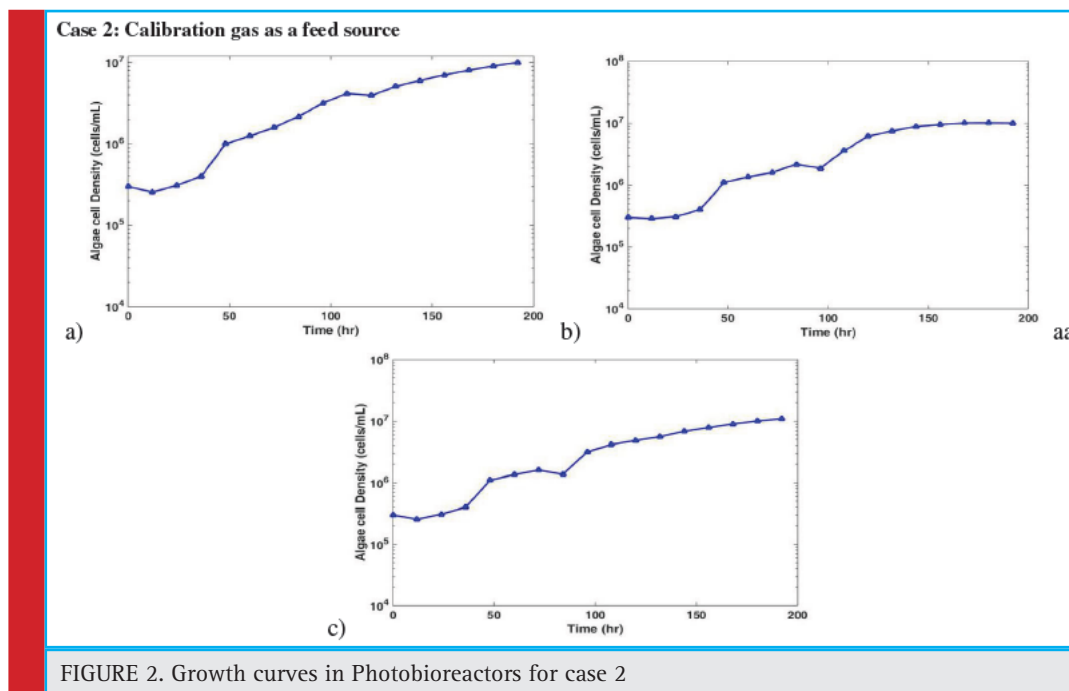 Case 2: Calibration gas as a feed source
Algae cell Density (cells/mL)
10^7
10^6
10^5
10^4
0
50
100
150
200
Time (hr)
a)
Algae cell Density (cells/mL)
10^8
10^7
10^6
10^5
10^4
0
50
100
150
200
Time (hr)
b)
aa
Algae cell Density (cells/mL)
10^8
10^7
10^6
10^5
10^4
0
50
100
150
200
Time (hr)
c)
FIGURE 2. Growth curves in Photobioreactors for case 2